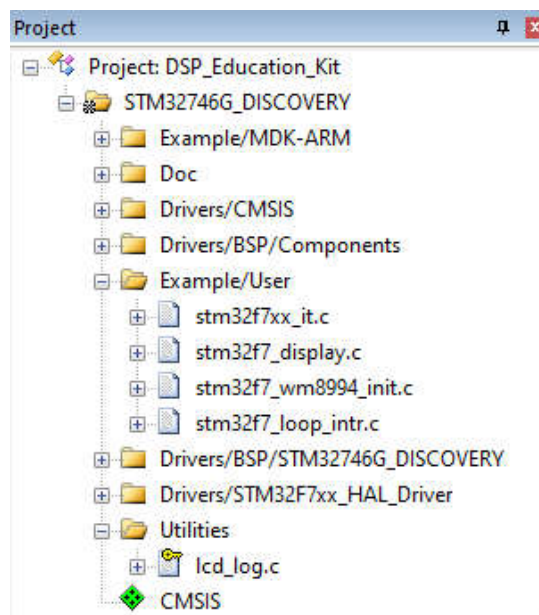 Project
Project: DSP_Education_Kit
STM32746G_DISCOVERY
Example/MDK-ARM
Doc
Drivers/CMSIS
Drivers/BSP/Components
Example/User
stm32f7xx_it.c
stm32f7_display.c
stm32f7_wm8994_init.c
stm32f7_loop_intr.c
Drivers/BSP/STM32746G_DISCOVERY
Drivers/STM32F7xx_HAL_Driver
Utilities
lcd_log.c
CMSIS